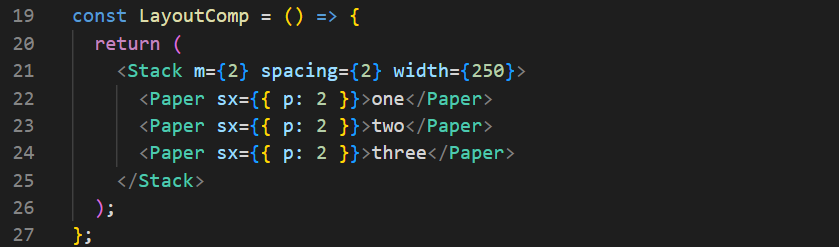 19 const LayoutComp = () => {
20   return (
21     <Stack m={2} spacing={2} width={250}>
22       <Paper sx={{ p: 2 }}>one</Paper>
23       <Paper sx={{ p: 2 }}>two</Paper>
24       <Paper sx={{ p: 2 }}>three</Paper>
25     </Stack>
26   );
27 };